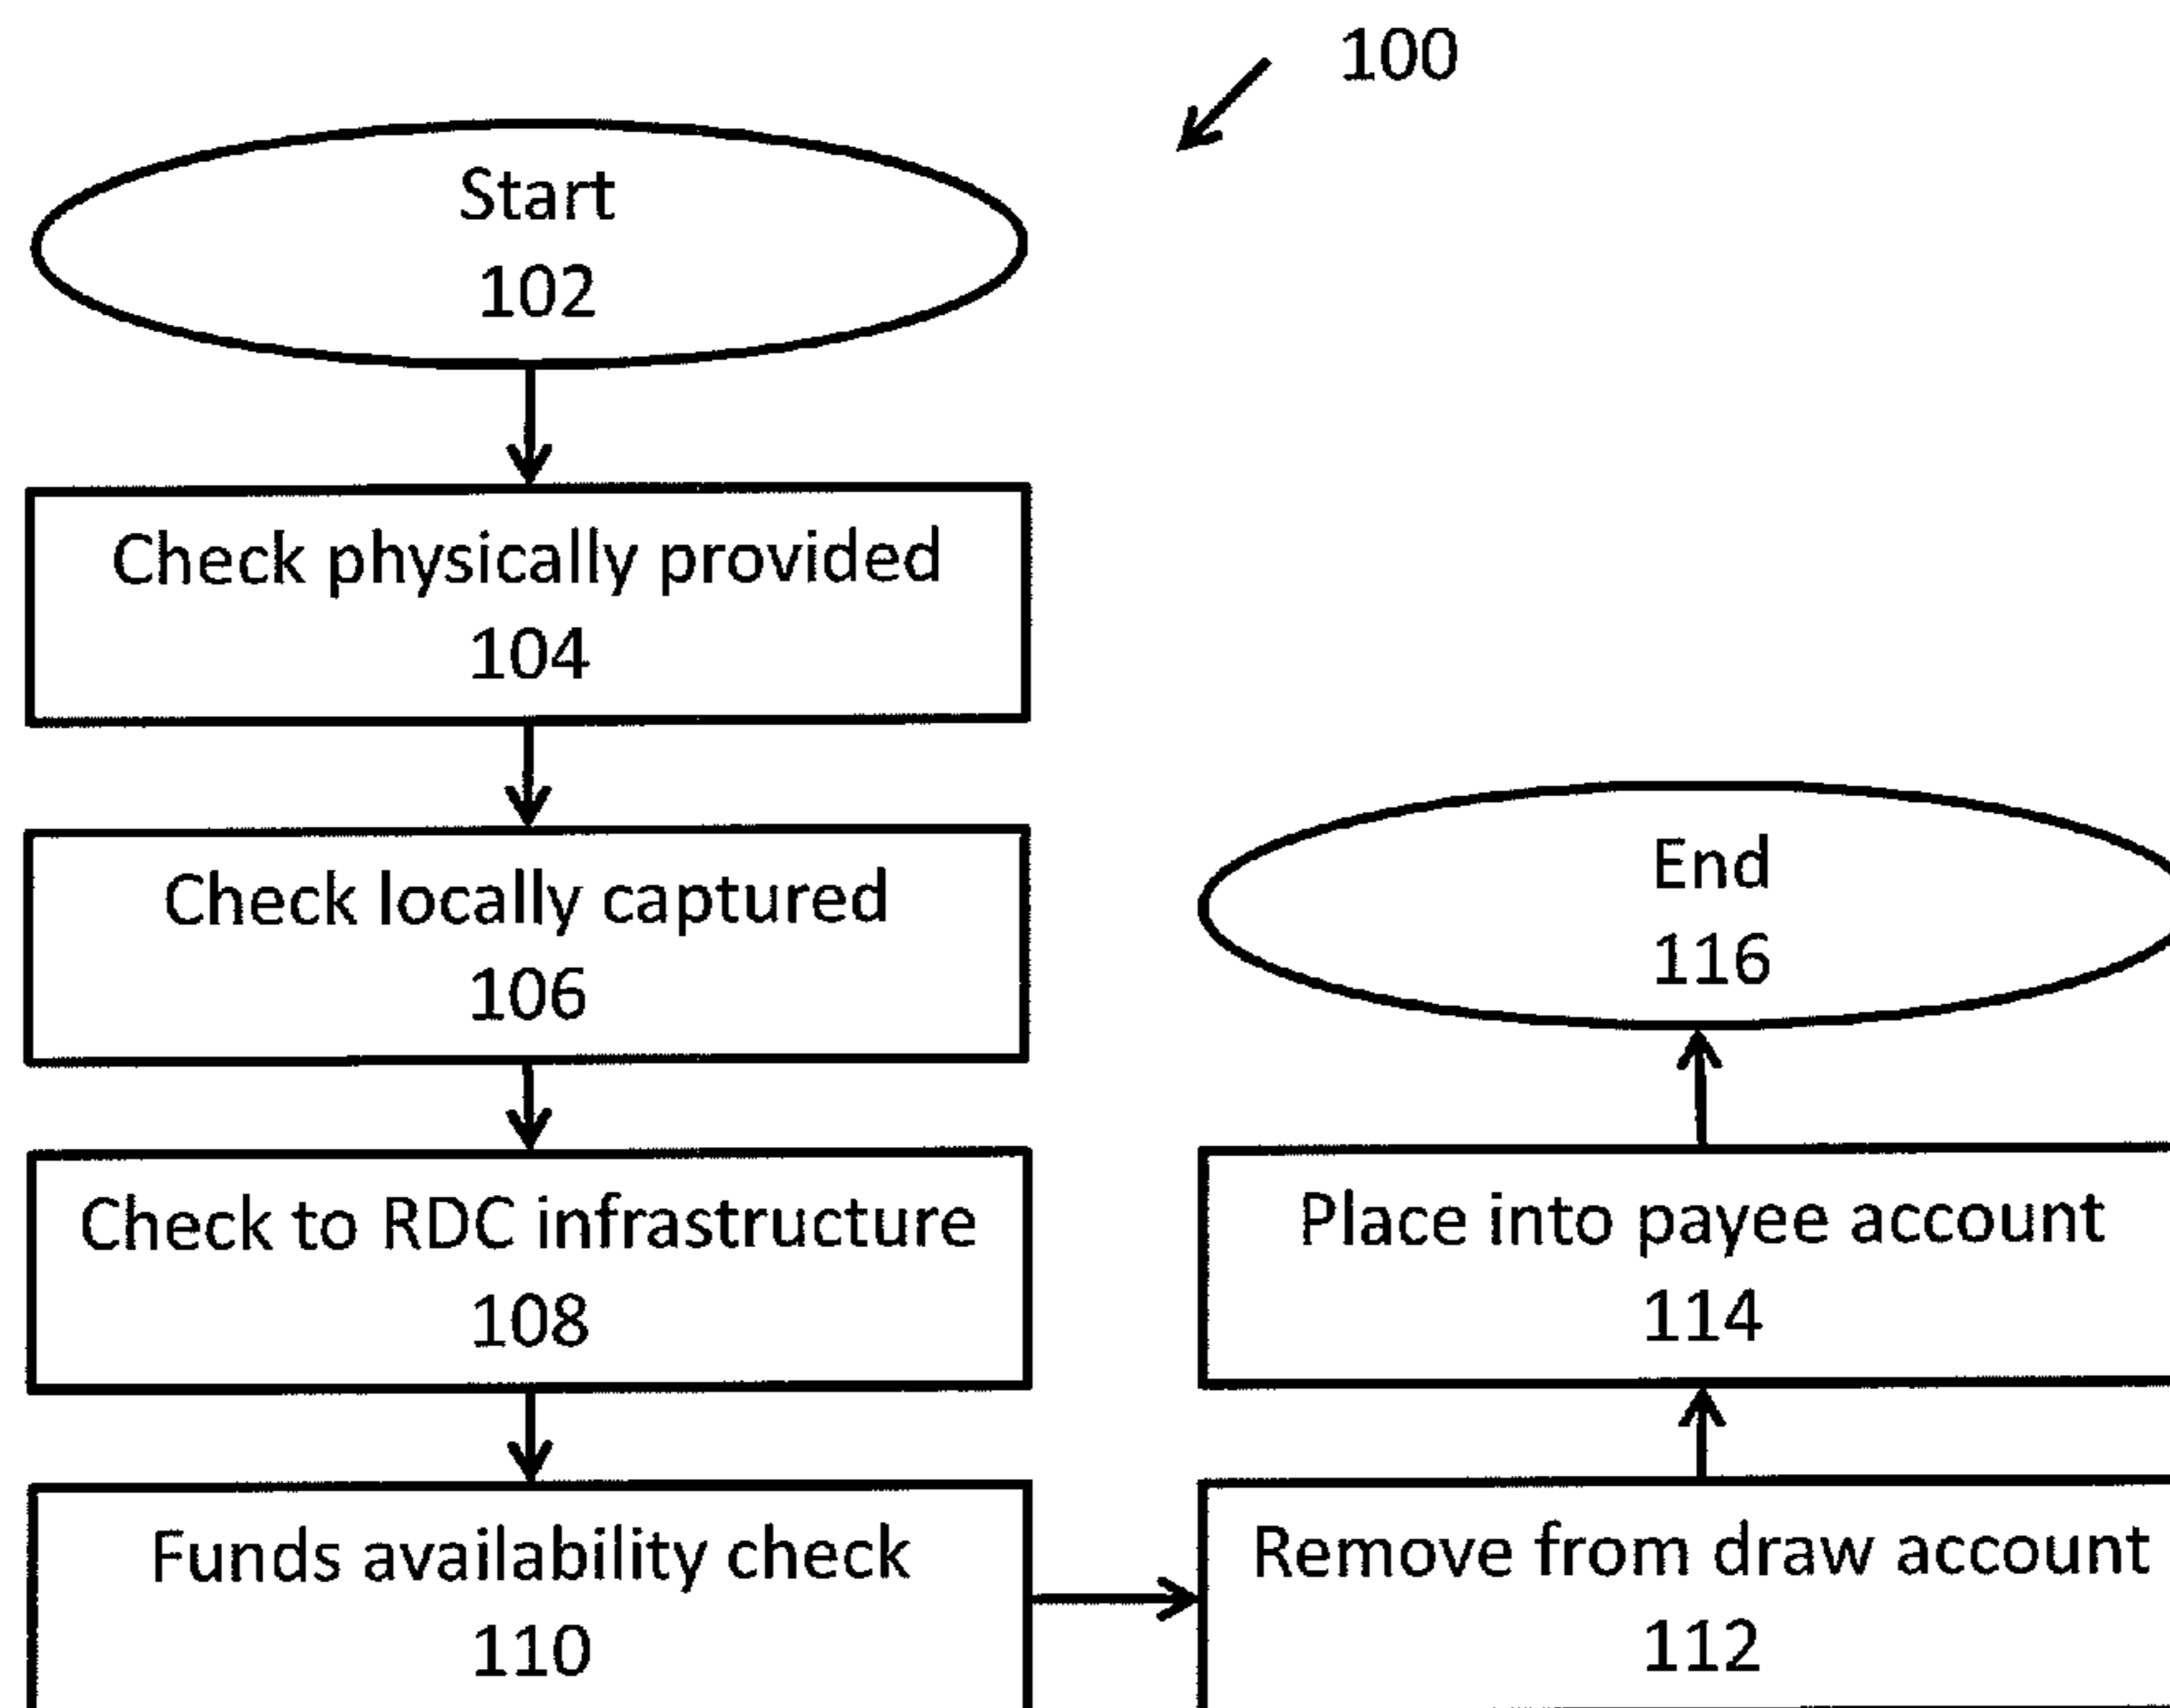 100
Start
102
Check physically provided
104
Check locally captured
106
Check to RDC infrastructure
108
Funds availability check
110
Remove from draw account
112
Place into payee account
114
End
116